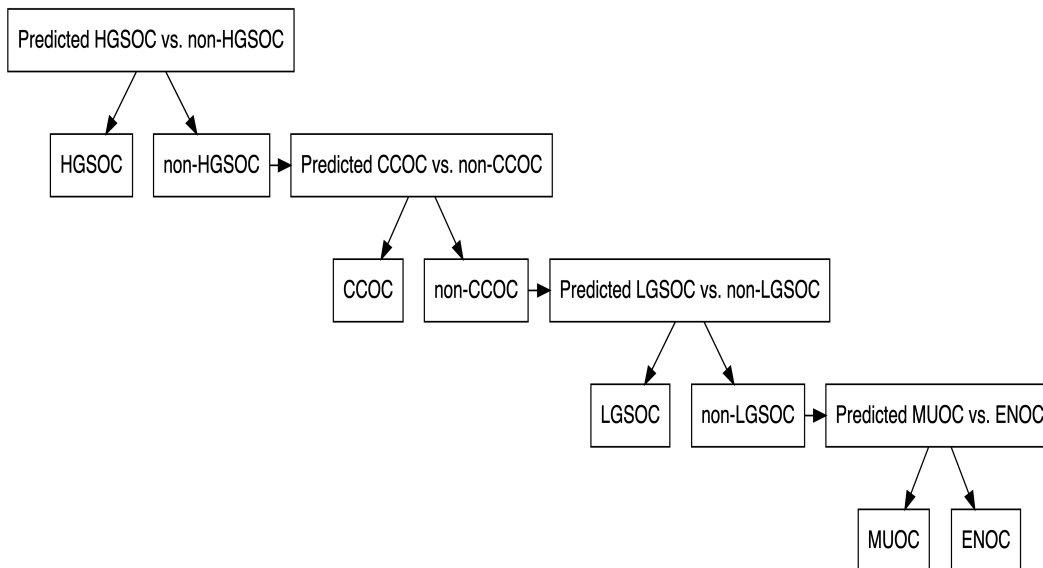 Predicted HGSOC vs. non-HGSOC
HGSOC
non-HGSOC
Predicted CCOC vs. non-CCOC
CCOC
non-CCOC
Predicted LGSOC vs. non-LGSOC
LGSOC
non-LGSOC
Predicted MUOC vs. ENOC
MUOC
ENOC